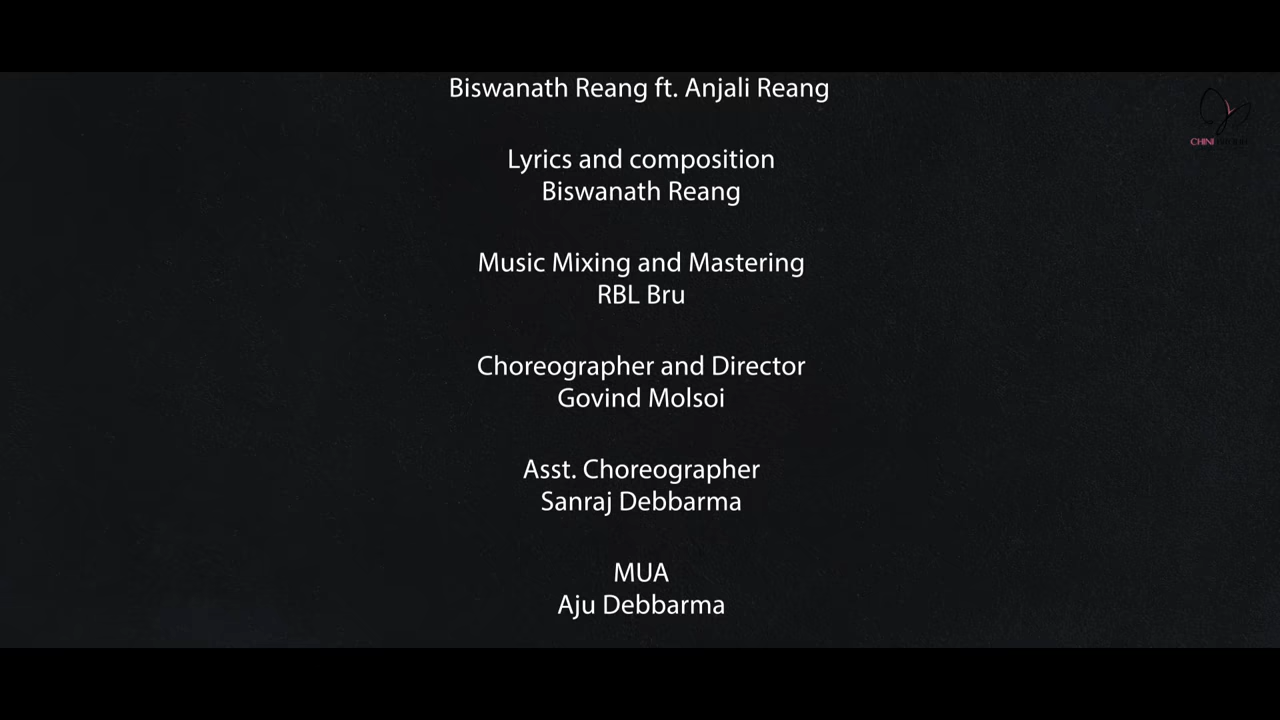 Biswanath Reang ft. Anjali Reang
Lyrics and composition
Biswanath Reang
Music Mixing and Mastering
RBL Bru
Choreographer and Director
Govind Molsoi
Asst. Choreographer
Sanraj Debbarma
MUA
Aju Debbarma
CHINI